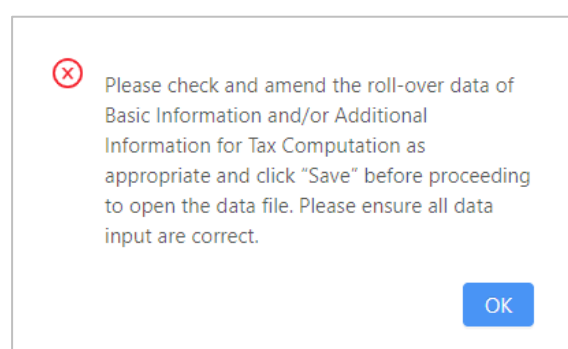 Please check and amend the roll-over data of
Basic Information and/or Additional
Information for Tax Computation as
appropriate and click “Save” before proceeding
to open the data file. Please ensure all data
input are correct.
OK